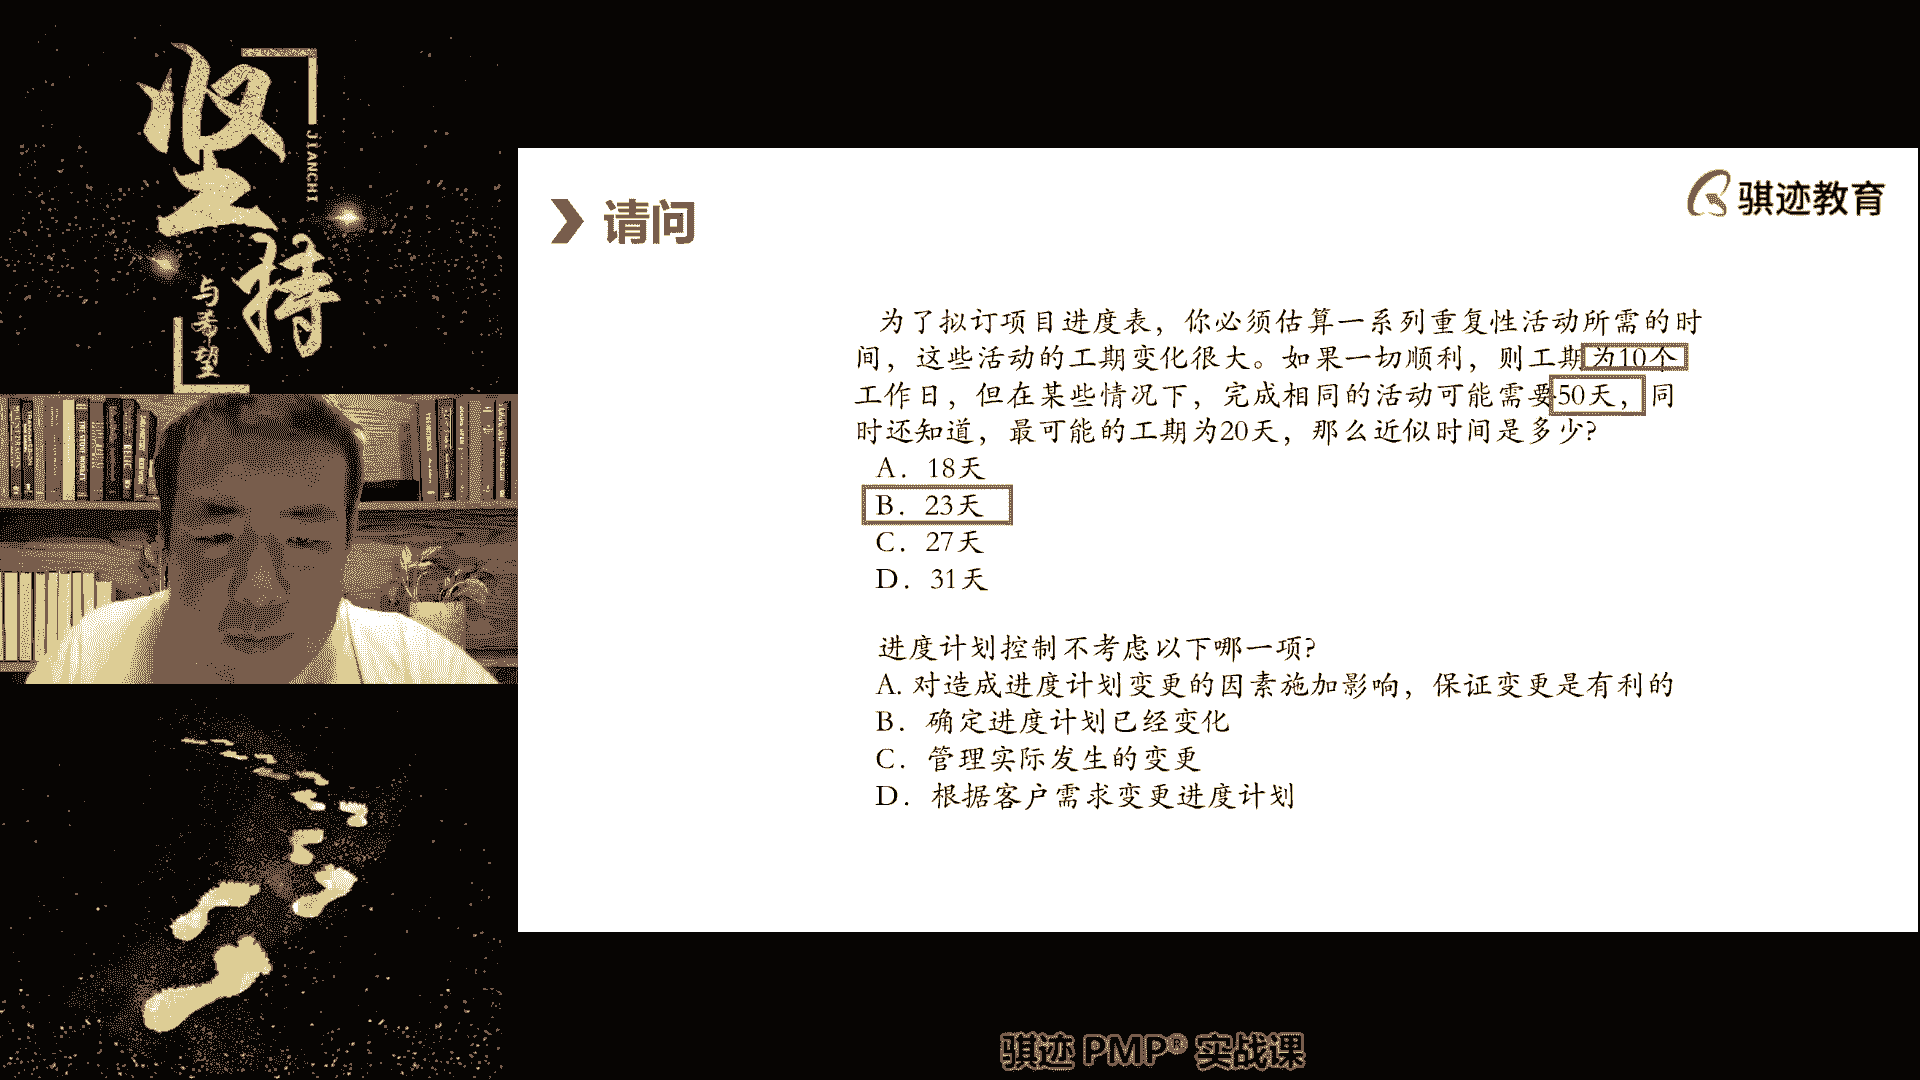 坚持
JIANCHI
与希望
请问
骐迹教育
为了拟订项目进度表，你必须估算一系列重复性活动所需的时
间，这些活动的工期变化很大。如果一切顺利，则工期为10个
工作日，但在某些情况下，完成相同的活动可能需要50天，同
时还知道，最可能的工期为20天，那么近似时间是多少?
A．18天
B．23天
C．27天
D．31天
进度计划控制不考虑以下哪一项?
A. 对造成进度计划变更的因素施加影响，保证变更是有利的
B．确定进度计划已经变化
C．管理实际发生的变更
D．根据客户需求变更进度计划
骐迹 PMP® 实战课